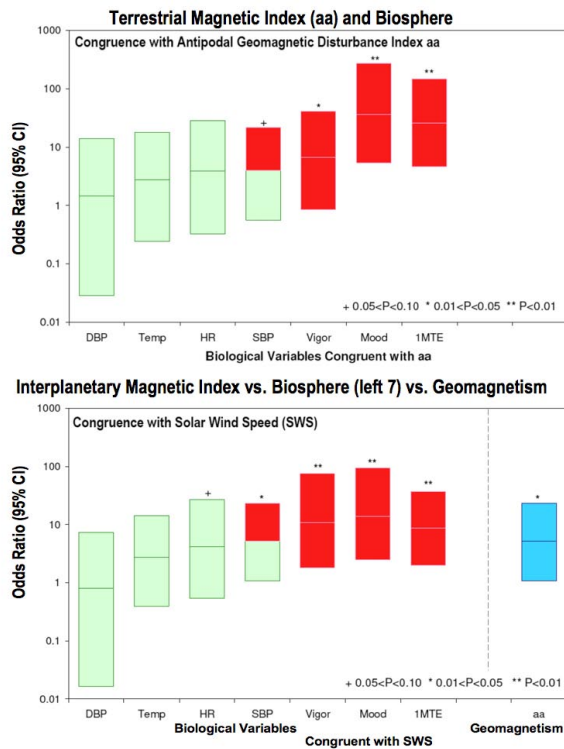 Terrestrial Magnetic Index (aa) and Biosphere
Congruence with Antipodal Geomagnetic Disturbance Index aa
Odds Ratio (95% CI)
1000
100
10
1
0.1
0.01
+
*
**
**
+ 0.05<P<0.10 * 0.01<P<0.05 ** P<0.01
DBP Temp HR SBP Vigor Mood 1MTE
Biological Variables Congruent with aa
Interplanetary Magnetic Index vs. Biosphere (left 7) vs. Geomagnetism
Congruence with Solar Wind Speed (SWS)
Odds Ratio (95% CI)
1000
100
10
1
0.1
0.01
+
*
**
**
**
*
+ 0.05<P<0.10 * 0.01<P<0.05 ** P<0.01
DBP Temp HR SBP Vigor Mood 1MTE aa
Biological Variables
Geomagnetism
Congruent with SWS